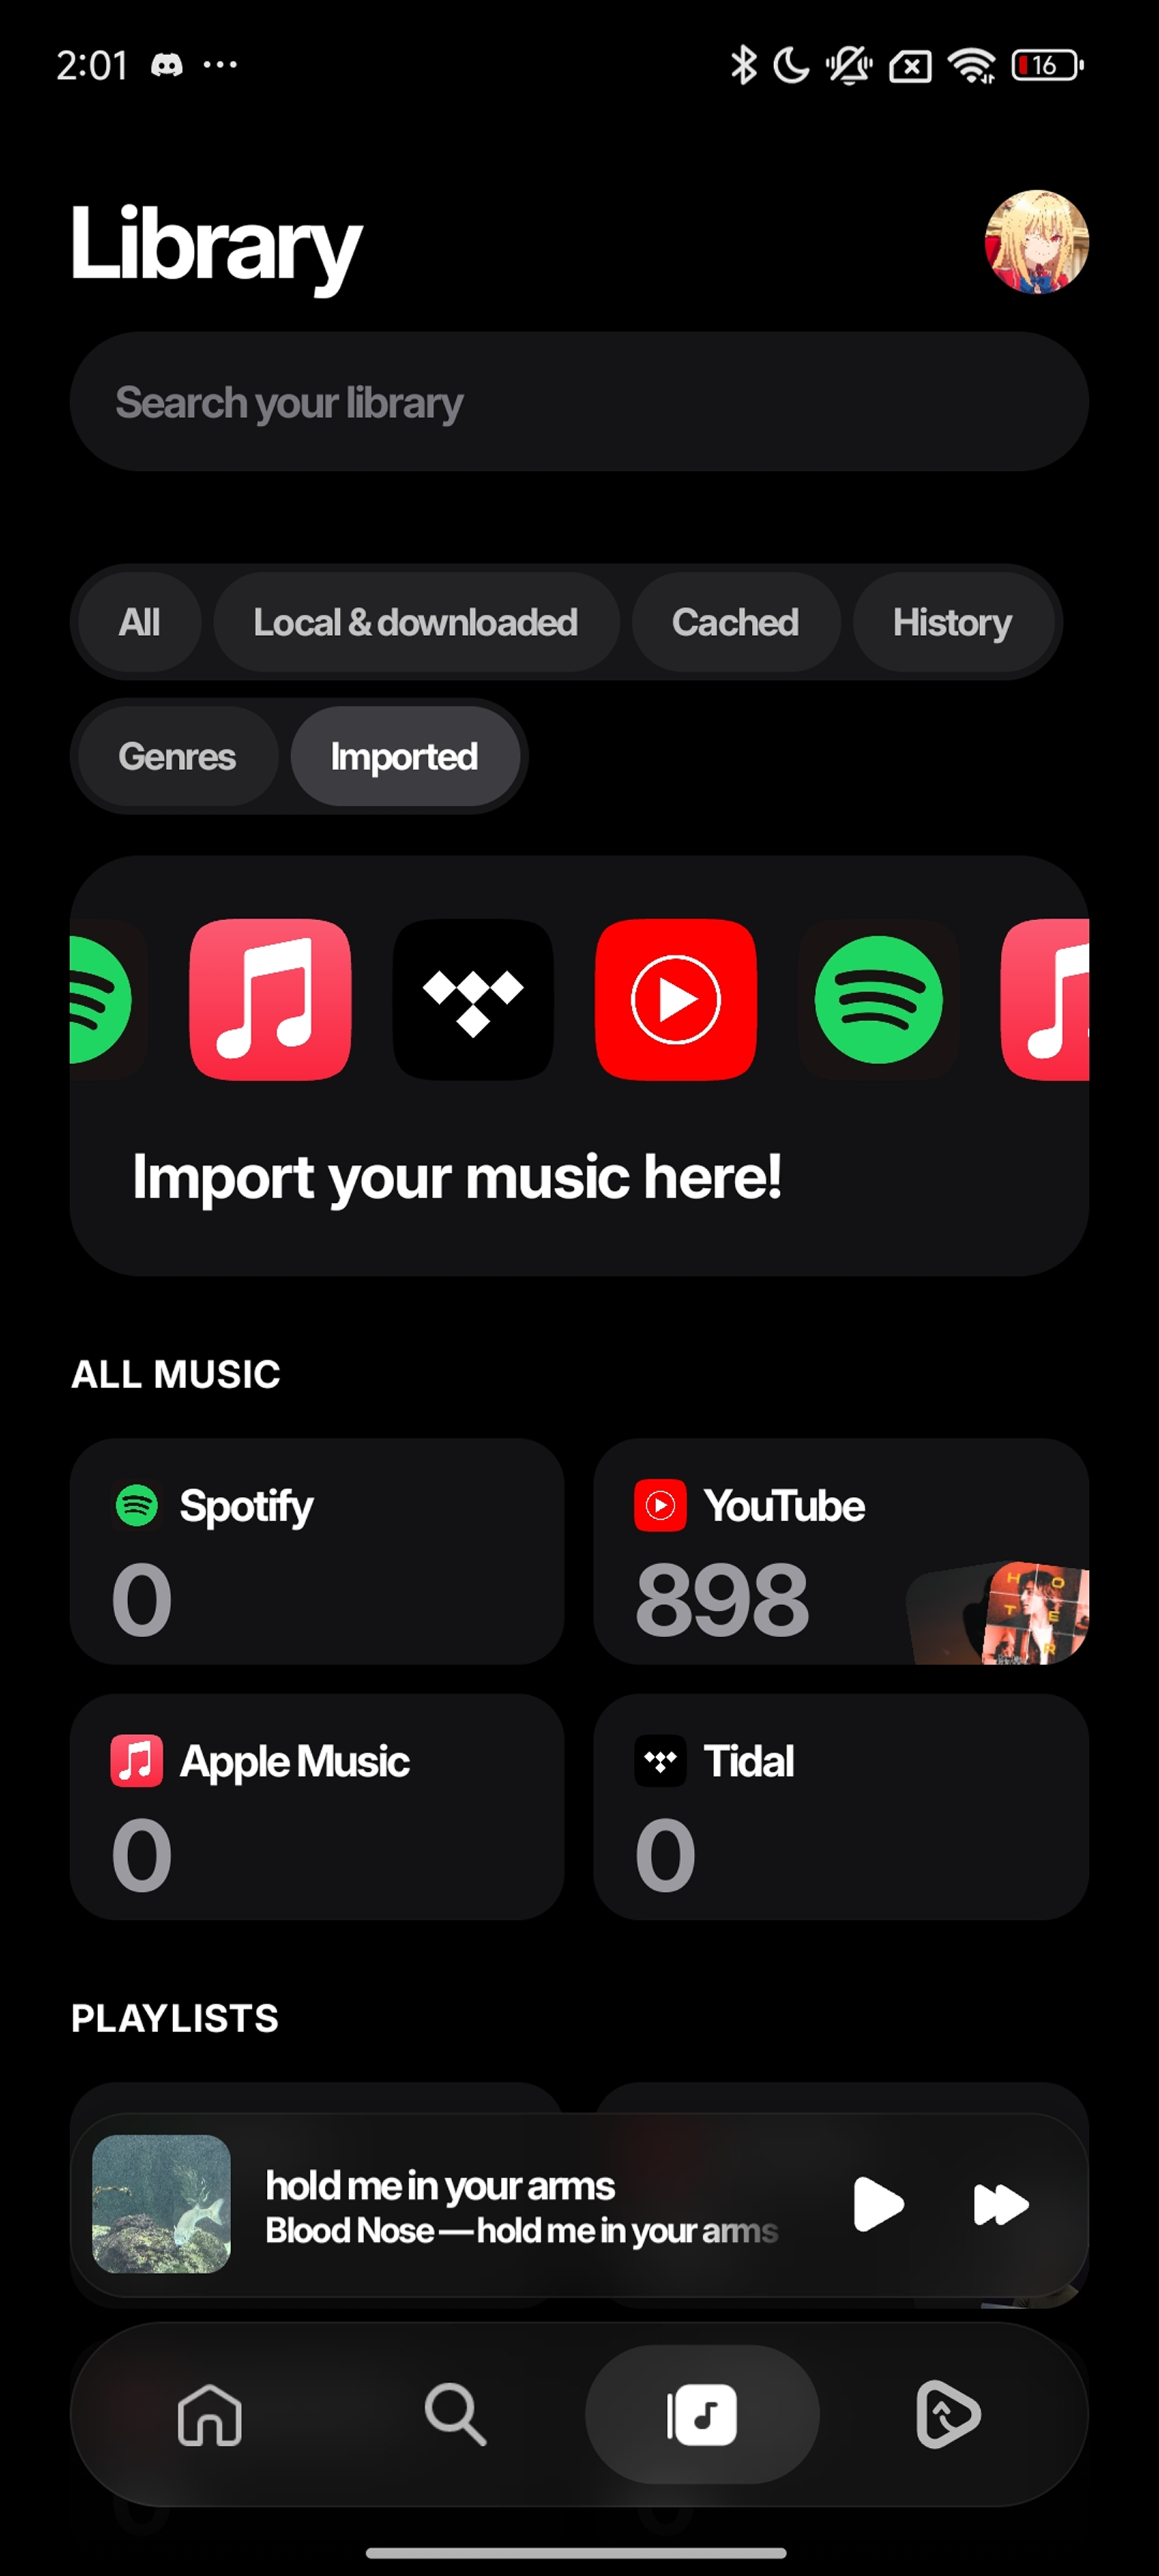 2:01
16
Library
Search your library
All Local & downloaded Cached History
Genres Imported
Import your music here!
ALL MUSIC
Spotify YouTube
0 898
HOTEL
Apple Music Tidal
0 0
PLAYLISTS
hold me in your arms
Blood Nose — hold me in your arms